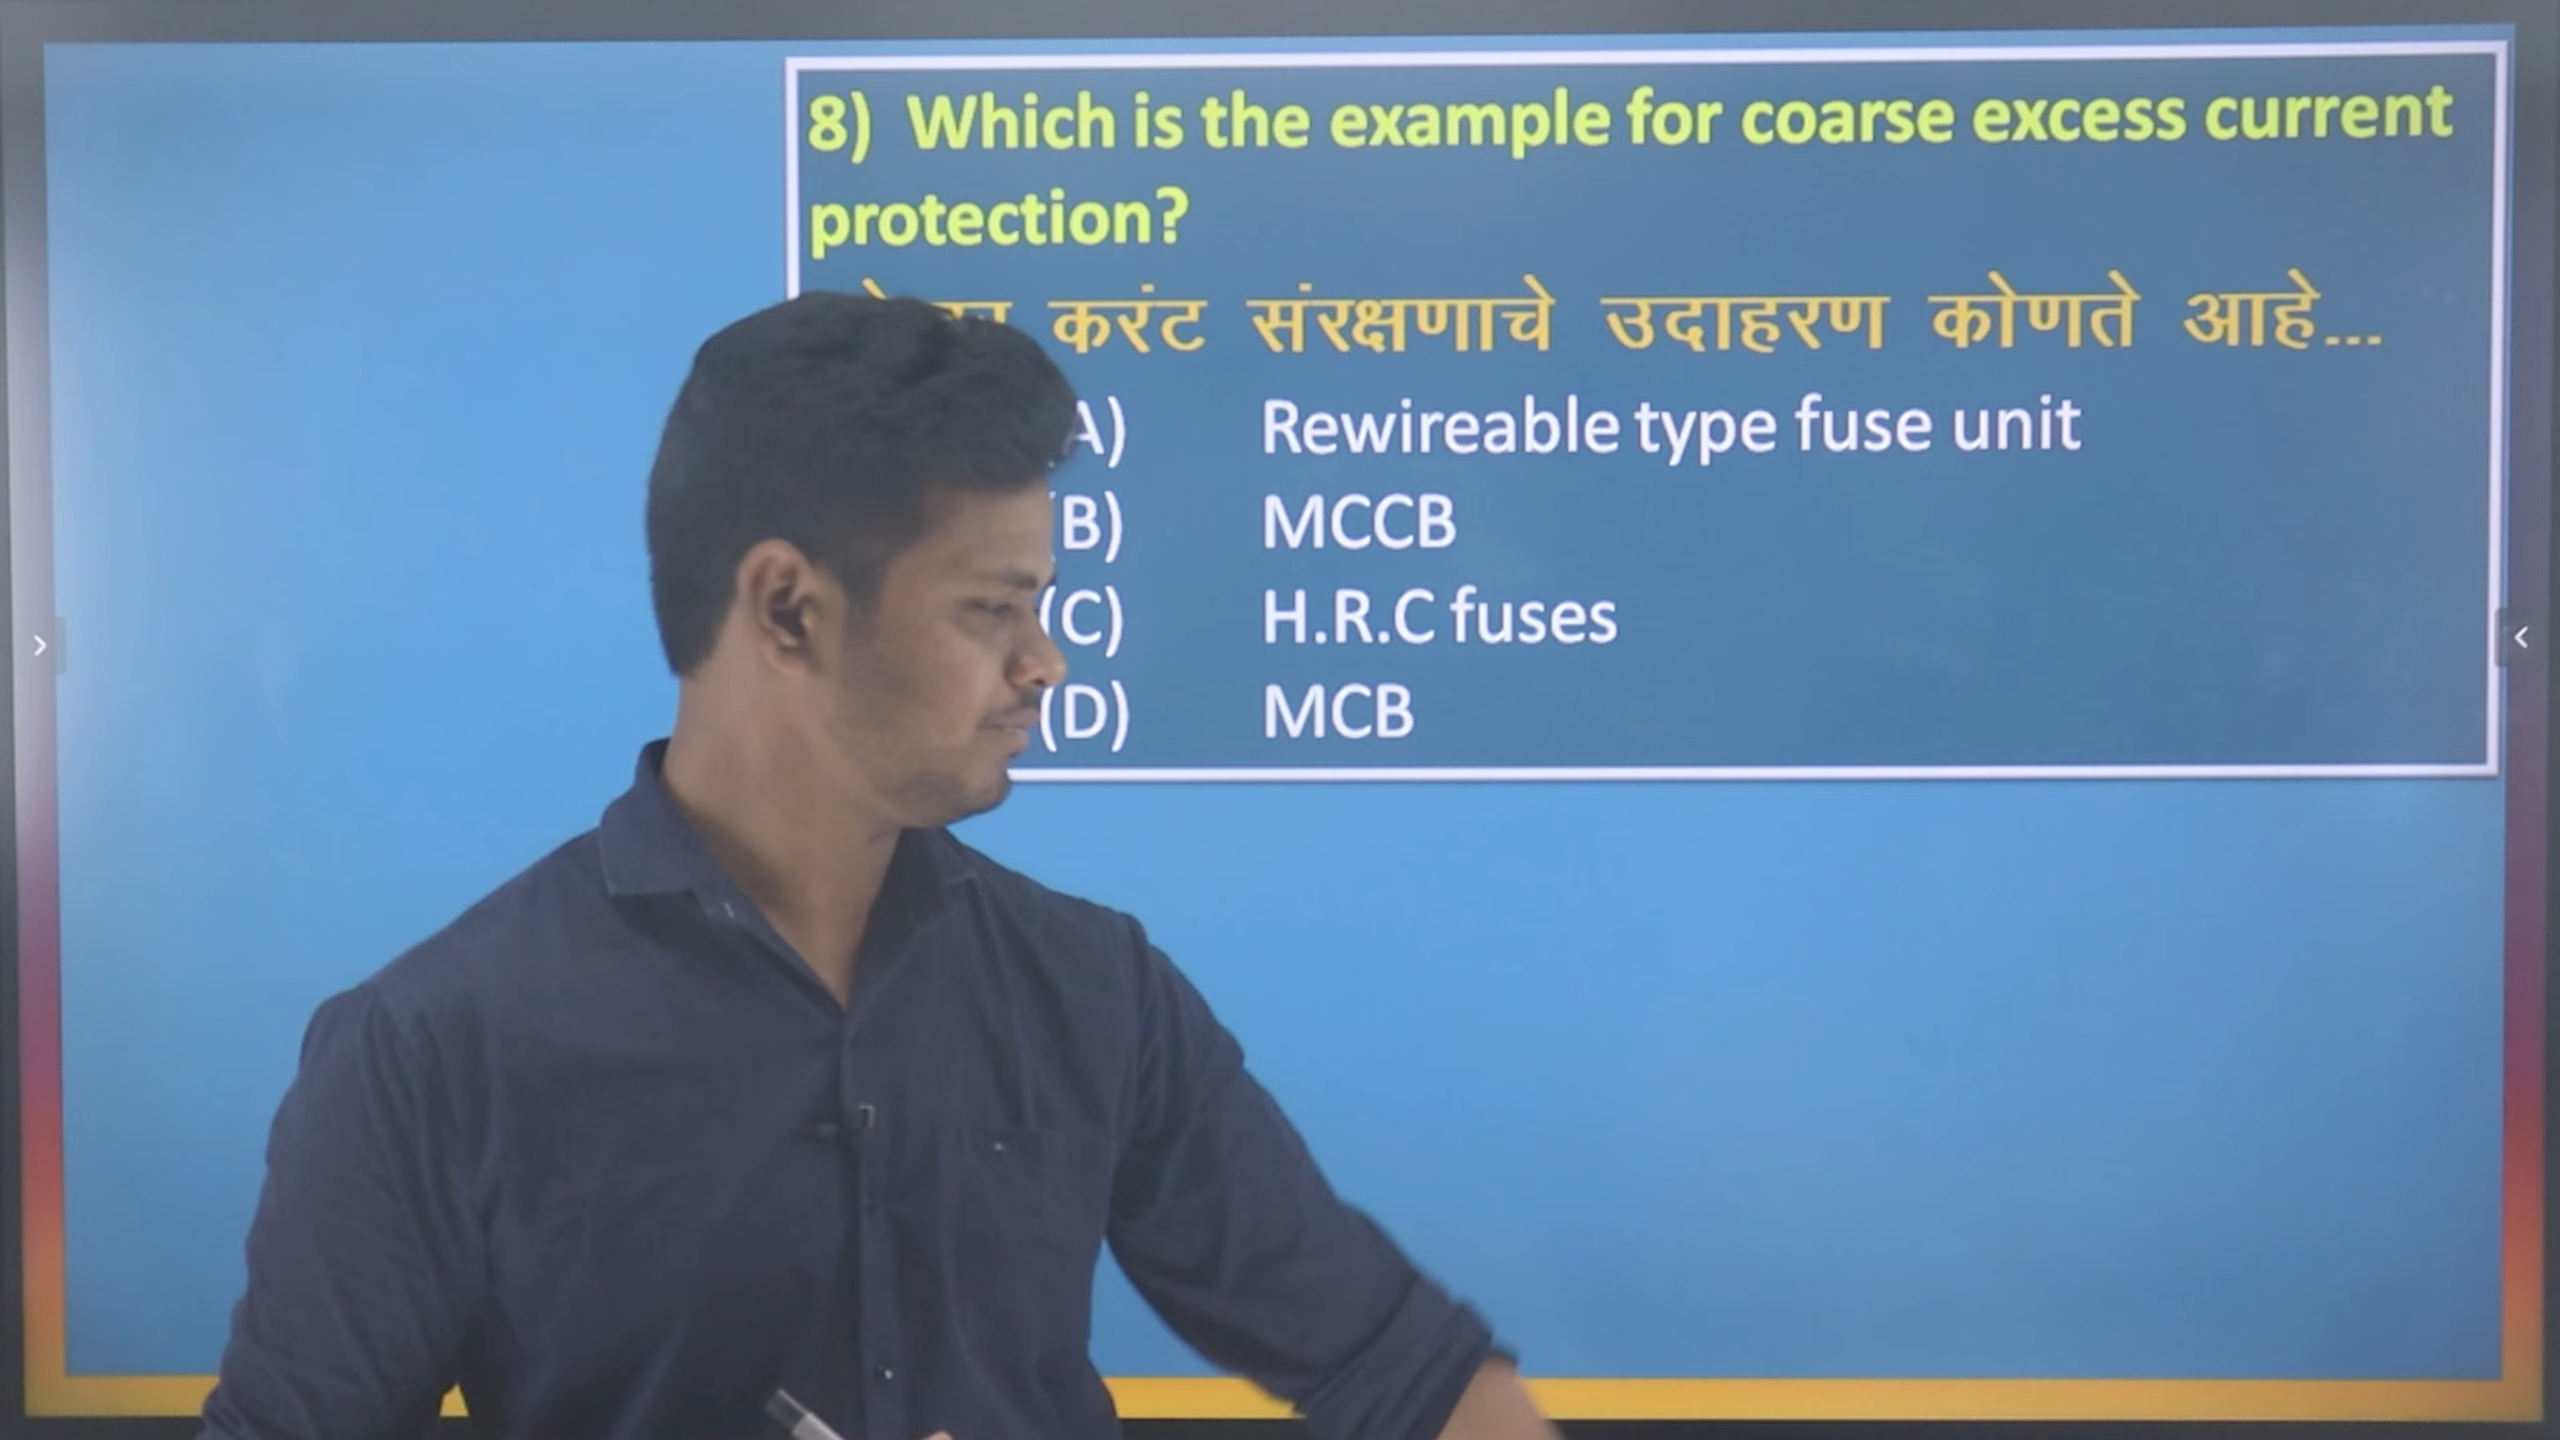 8) Which is the example for coarse excess current
protection?
करंट संरक्षणाचे उदाहरण कोणते आहे...
A) Rewireable type fuse unit
(B) MCCB
(C) H.R.C fuses
(D) MCB